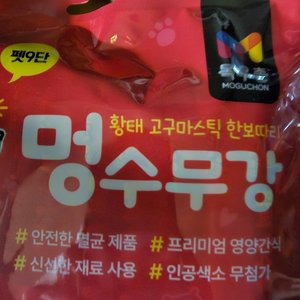 펫9단
MOGUCHON
황태 고구마스틱 한보따리
멍수무강
# 안전한 멸균 제품 # 프리미엄 영양간식
# 신선한 재료 사용 # 인공색소 무첨가